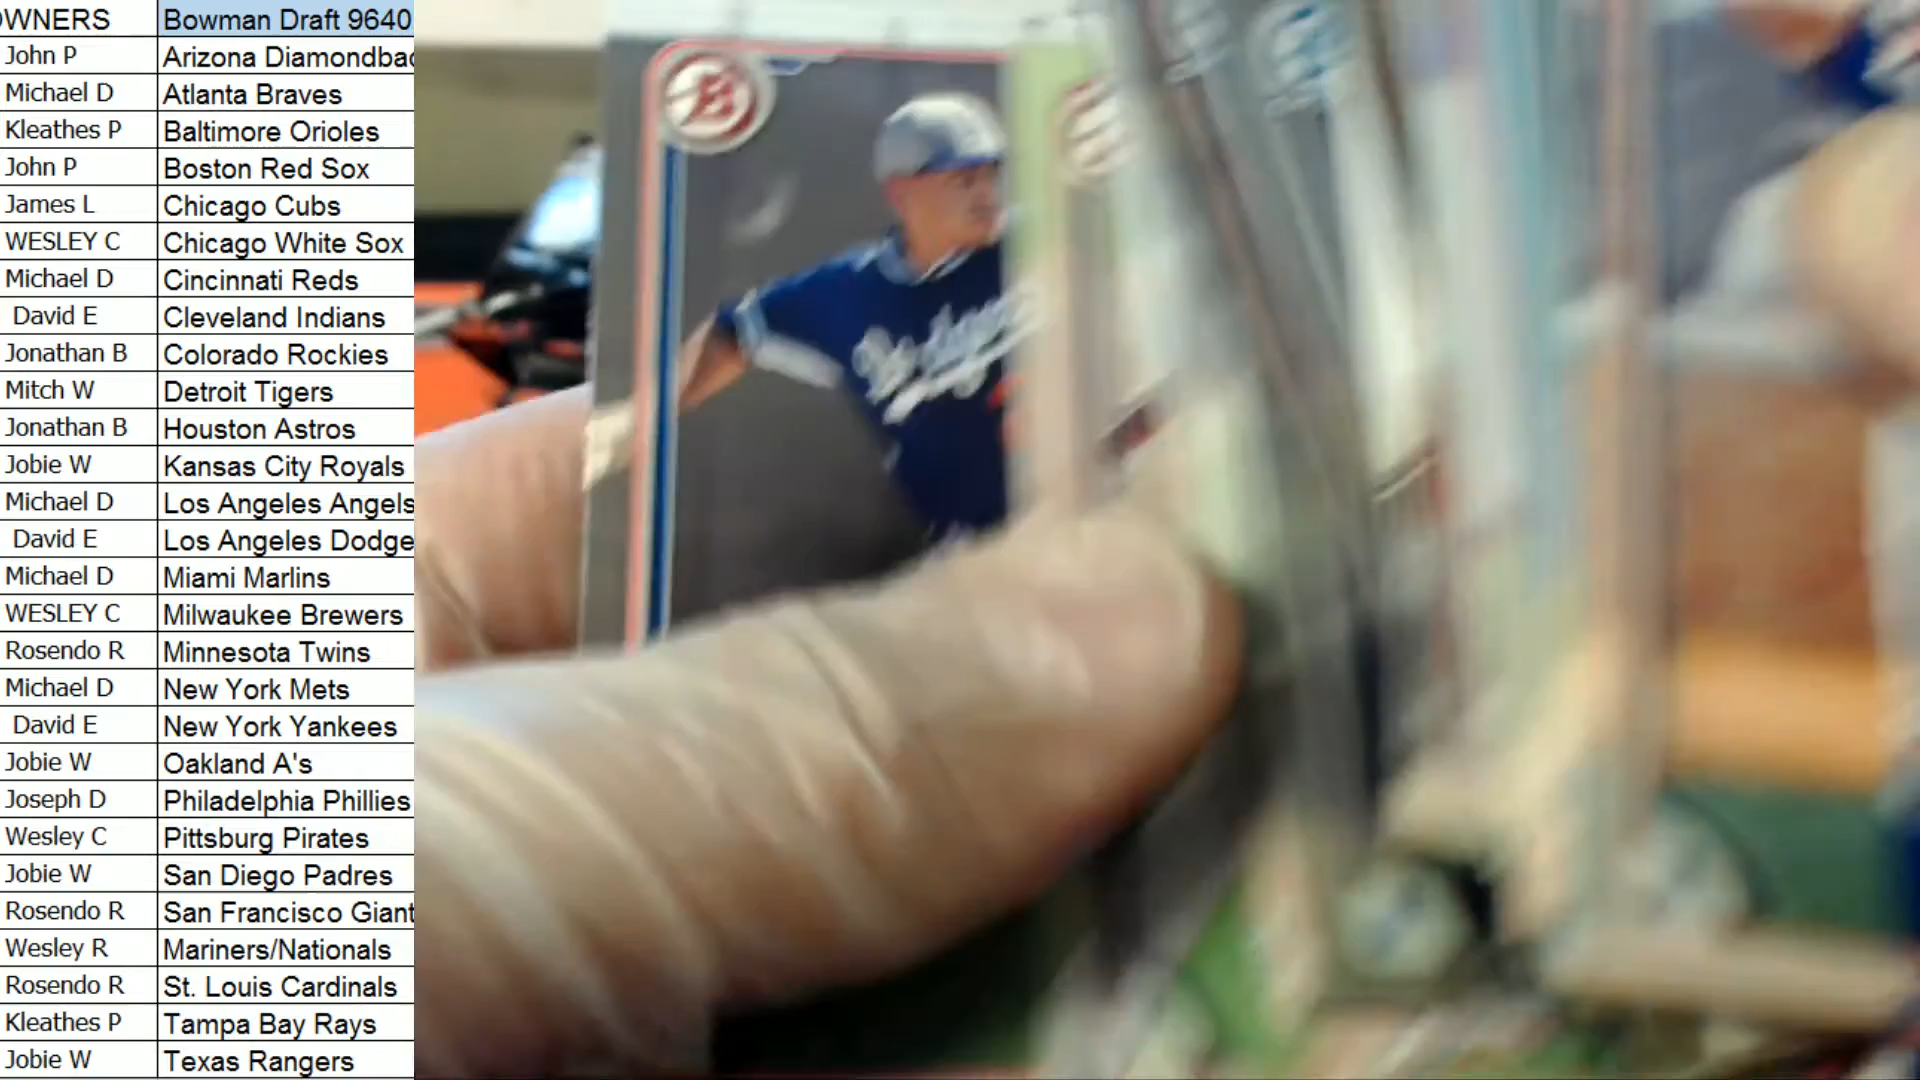 OWNERS Bowman Draft 9640
John P Arizona Diamondbac
Michael D Atlanta Braves
Kleathes P Baltimore Orioles
John P Boston Red Sox
James L Chicago Cubs
WESLEY C Chicago White Sox
Michael D Cincinnati Reds
David E Cleveland Indians
Jonathan B Colorado Rockies
Mitch W Detroit Tigers
Jonathan B Houston Astros
Jobie W Kansas City Royals
Michael D Los Angeles Angels
David E Los Angeles Dodge
Michael D Miami Marlins
WESLEY C Milwaukee Brewers
Rosendo R Minnesota Twins
Michael D New York Mets
David E New York Yankees
Jobie W Oakland A's
Joseph D Philadelphia Phillies
Wesley C Pittsburg Pirates
Jobie W San Diego Padres
Rosendo R San Francisco Giant
Wesley R Mariners/Nationals
Rosendo R St. Louis Cardinals
Kleathes P Tampa Bay Rays
Jobie W Texas Rangers
B
Dodgers